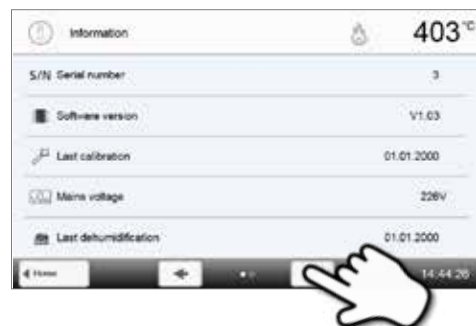 Information 403 °C
S/N Serial number 3
Software version V1.03
Last calibration 01.01.2000
Mains voltage 226V
Last dehumidification 01.01.2000
Home 14:44:26